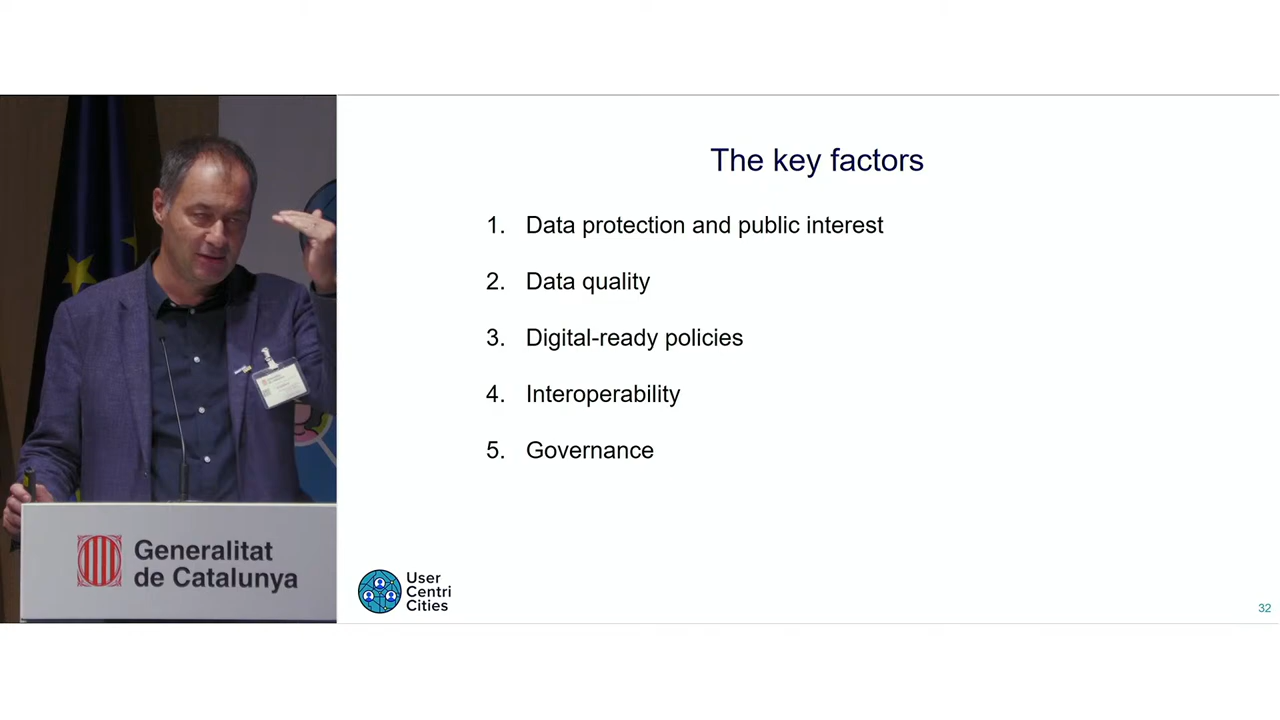 The key factors
1. Data protection and public interest
2. Data quality
3. Digital-ready policies
4. Interoperability
5. Governance
Generalitat
de Catalunya
User
Centri
Cities
32